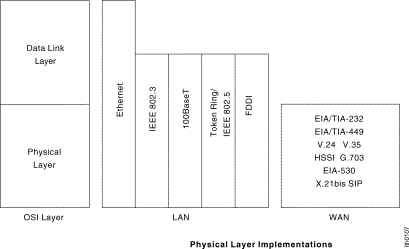 Data Link
Layer
Physical
Layer
OSI Layer
Ethernet
IEEE 802.3
100BaseT
Token Ring/
IEEE 802.5
FDDI
LAN
EIA/TIA-232
EIA/TIA-449
V.24 V.35
HSSI G.703
EIA-530
X.21bis SIP
WAN
Physical Layer Implementations
ith0107